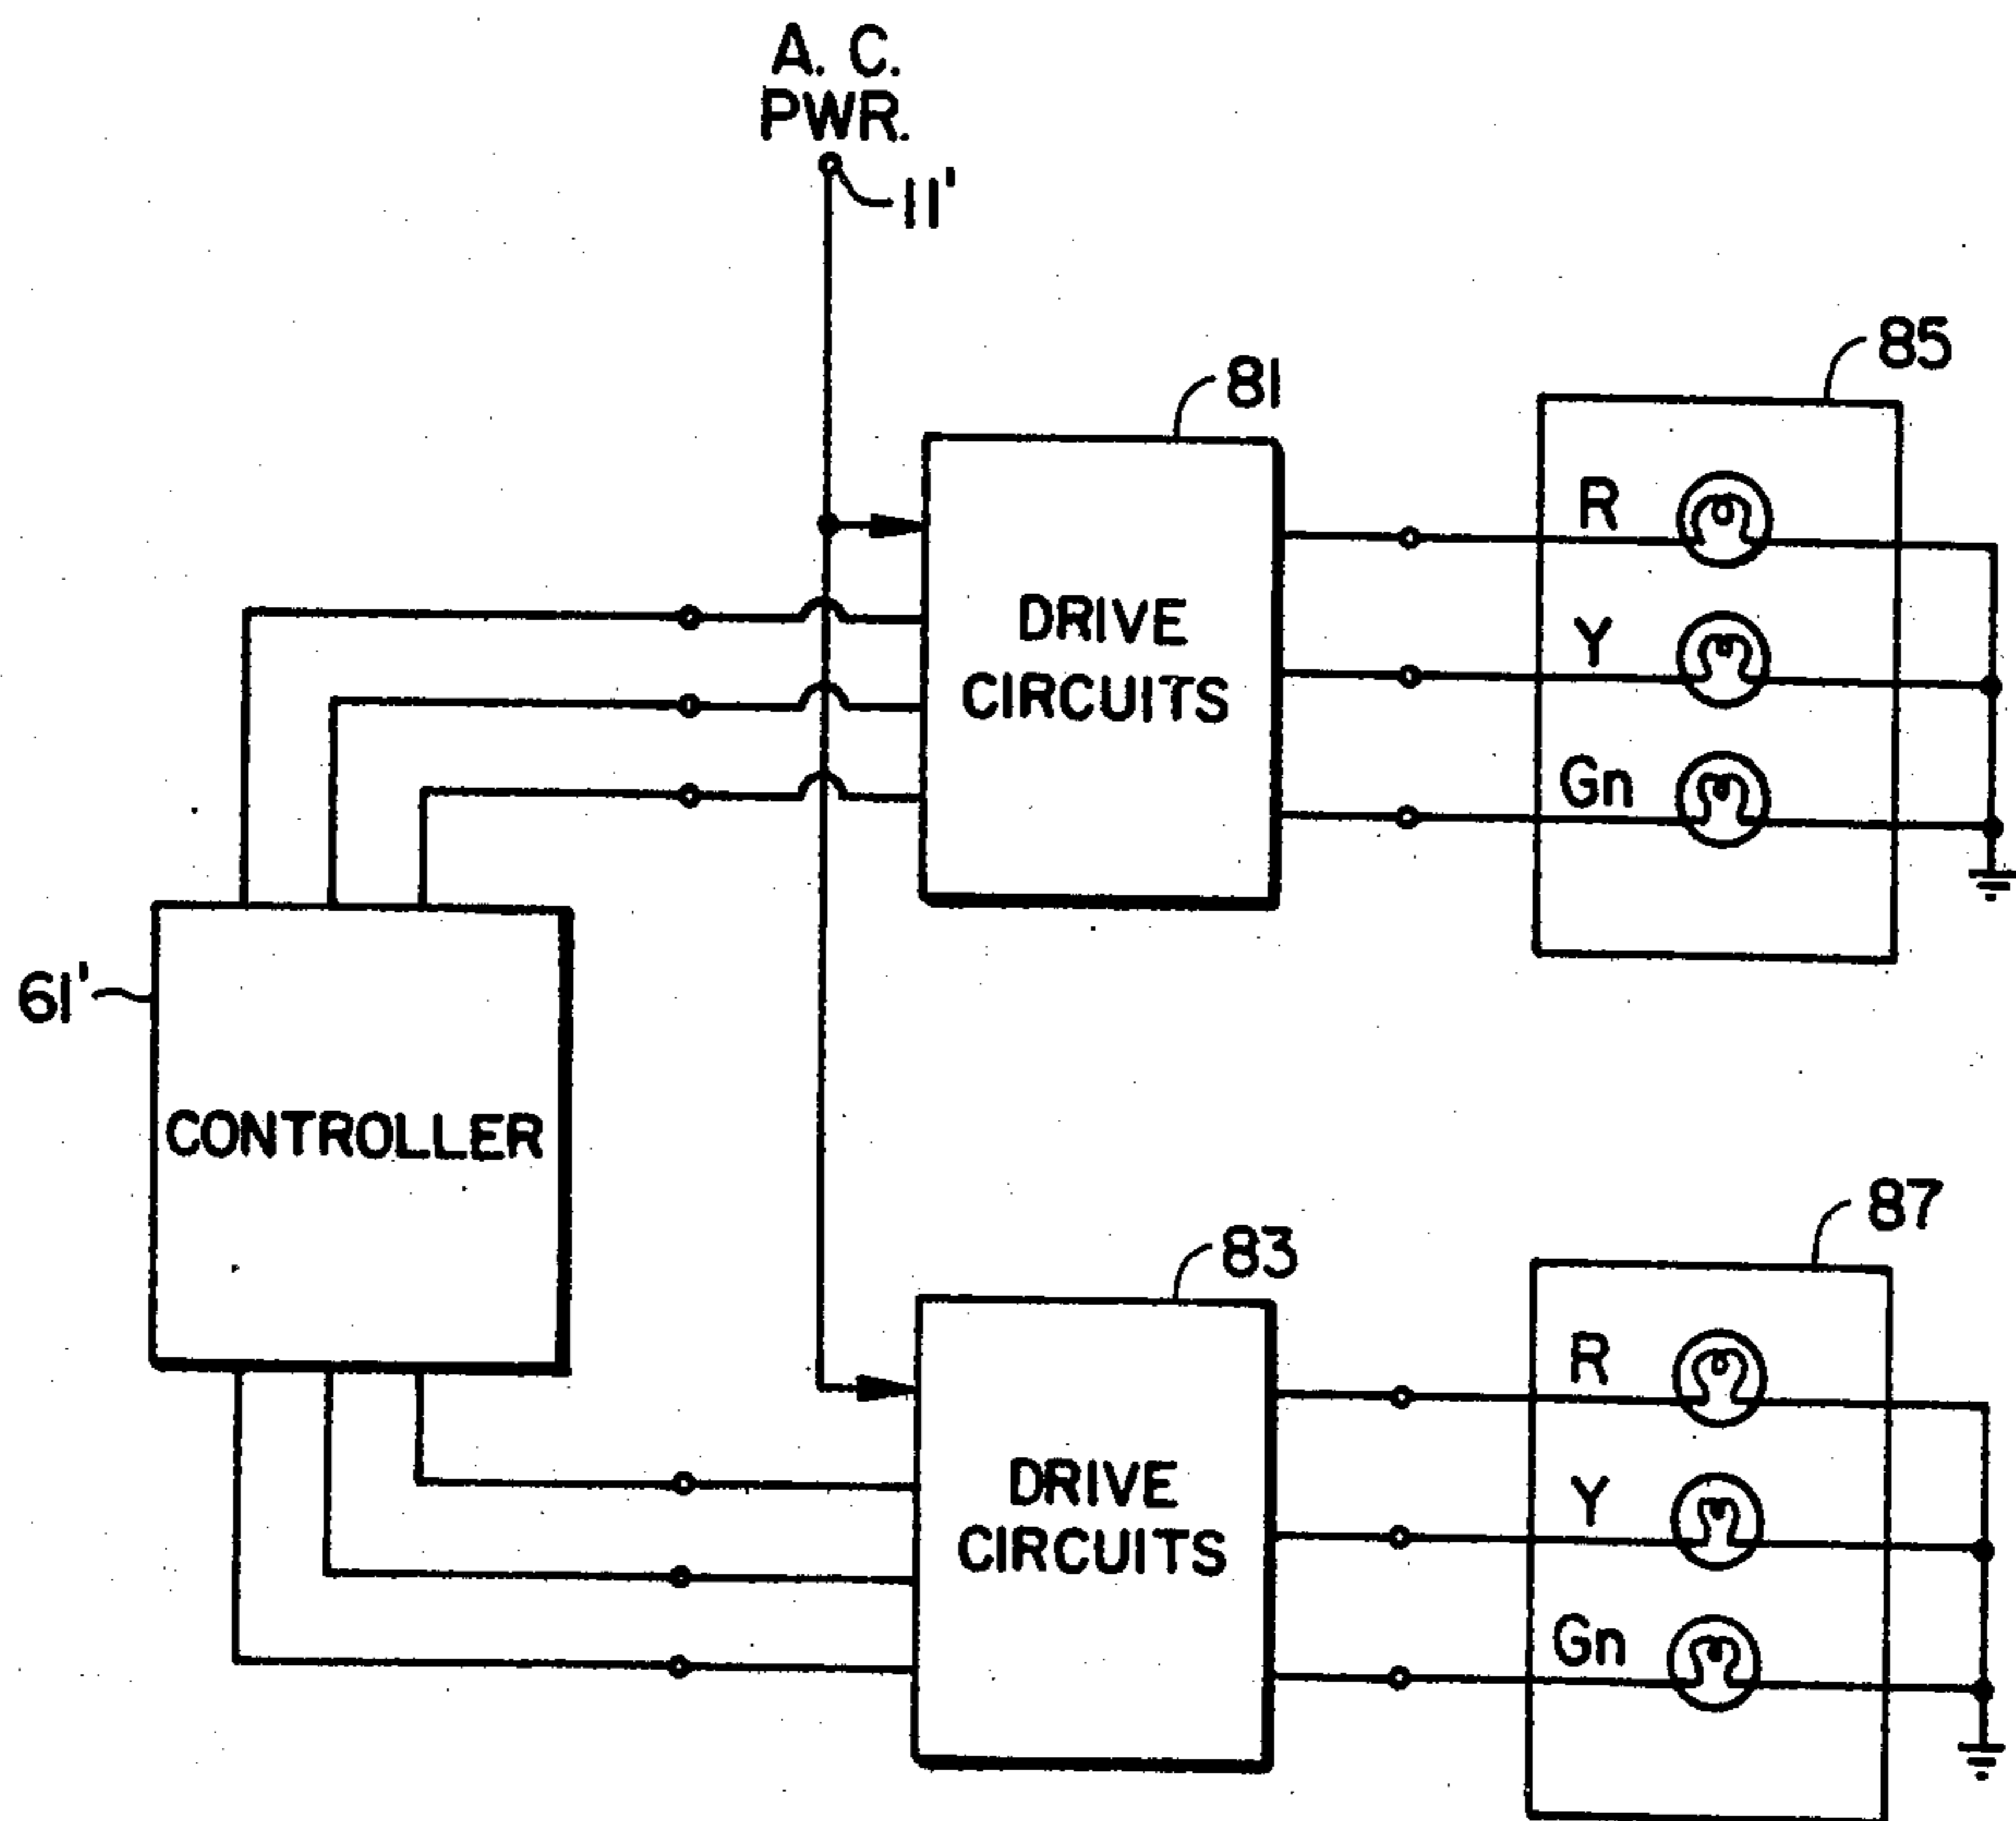 A. C.
PWR.
11'
81
85
DRIVE
CIRCUITS
R
Y
Gn
61'
CONTROLLER
83
87
DRIVE
CIRCUITS
R
Y
Gn